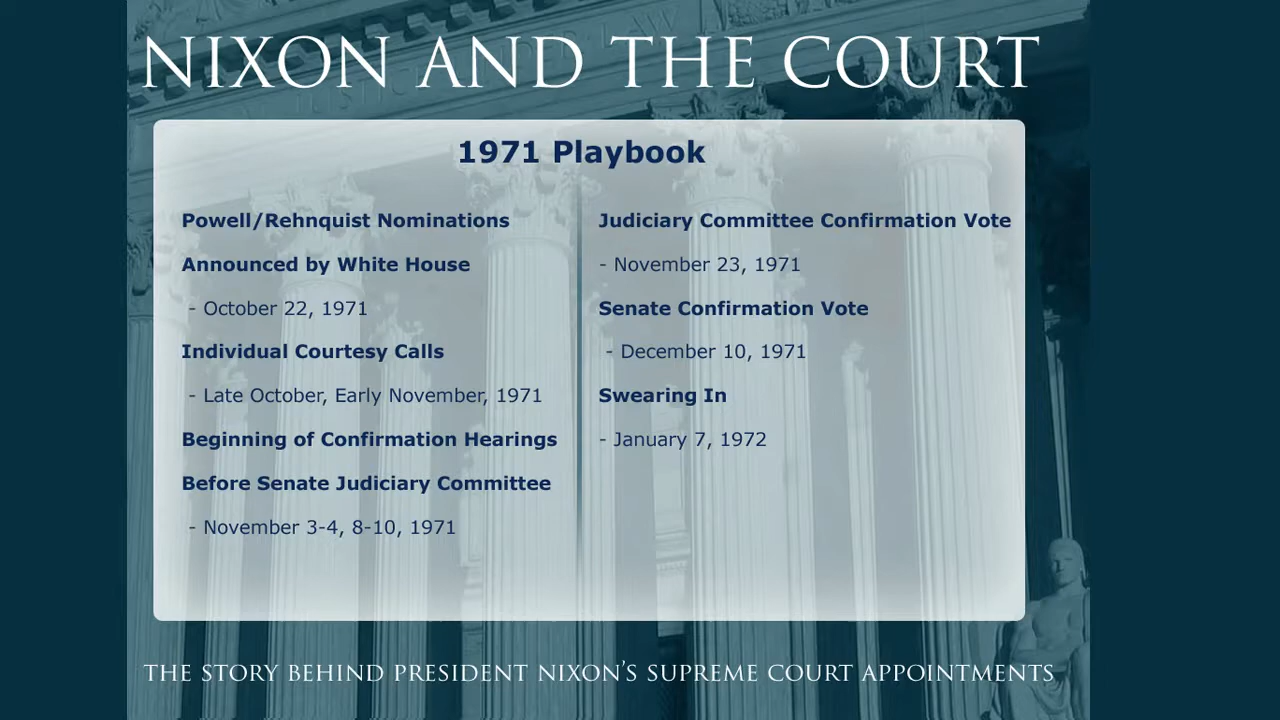 NIXON AND THE COURT
1971 Playbook
Powell/Rehnquist Nominations
Announced by White House
- October 22, 1971
Individual Courtesy Calls
- Late October, Early November, 1971
Beginning of Confirmation Hearings
Before Senate Judiciary Committee
- November 3-4, 8-10, 1971
Judiciary Committee Confirmation Vote
- November 23, 1971
Senate Confirmation Vote
- December 10, 1971
Swearing In
- January 7, 1972
THE STORY BEHIND PRESIDENT NIXON'S SUPREME COURT APPOINTMENTS